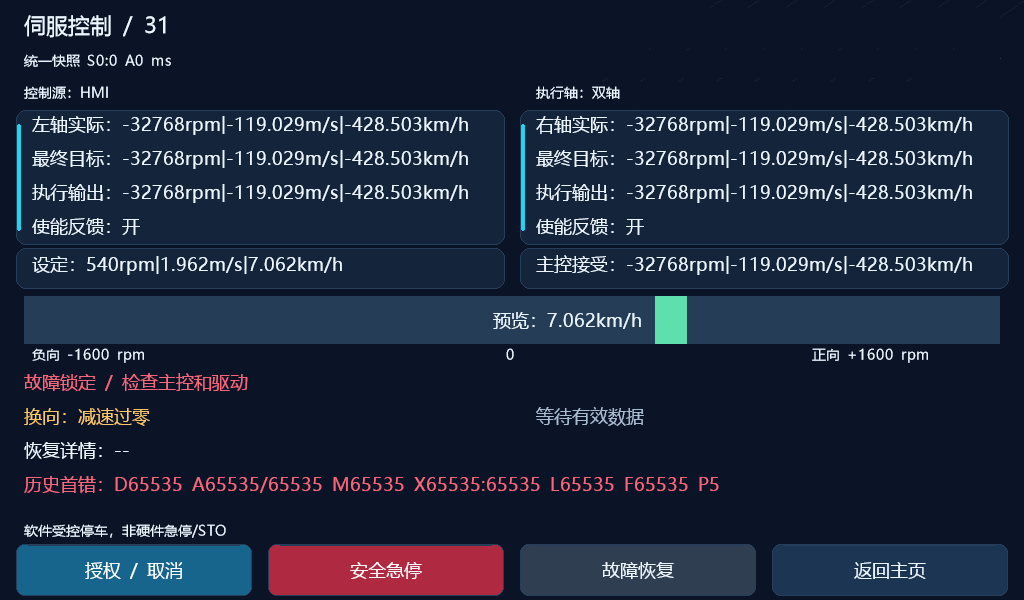 伺服控制 / 31
统一快照 S0:0 A0 ms
控制源: HMI
执行轴: 双轴
左轴实际: -32768rpm|-119.029m/s|-428.503km/h
最终目标: -32768rpm|-119.029m/s|-428.503km/h
执行输出: -32768rpm|-119.029m/s|-428.503km/h
使能反馈: 开
右轴实际: -32768rpm|-119.029m/s|-428.503km/h
最终目标: -32768rpm|-119.029m/s|-428.503km/h
执行输出: -32768rpm|-119.029m/s|-428.503km/h
使能反馈: 开
设定: 540rpm|1.962m/s|7.062km/h
主控接受: -32768rpm|-119.029m/s|-428.503km/h
预览: 7.062km/h
负向 -1600 rpm
0
正向 +1600 rpm
故障锁定 / 检查主控和驱动
换向: 减速过零
等待有效数据
恢复详情: --
历史首错: D65535 A65535/65535 M65535 X65535:65535 L65535 F65535 P5
软件受控停车, 非硬件急停/STO
授权 / 取消
安全急停
故障恢复
返回主页